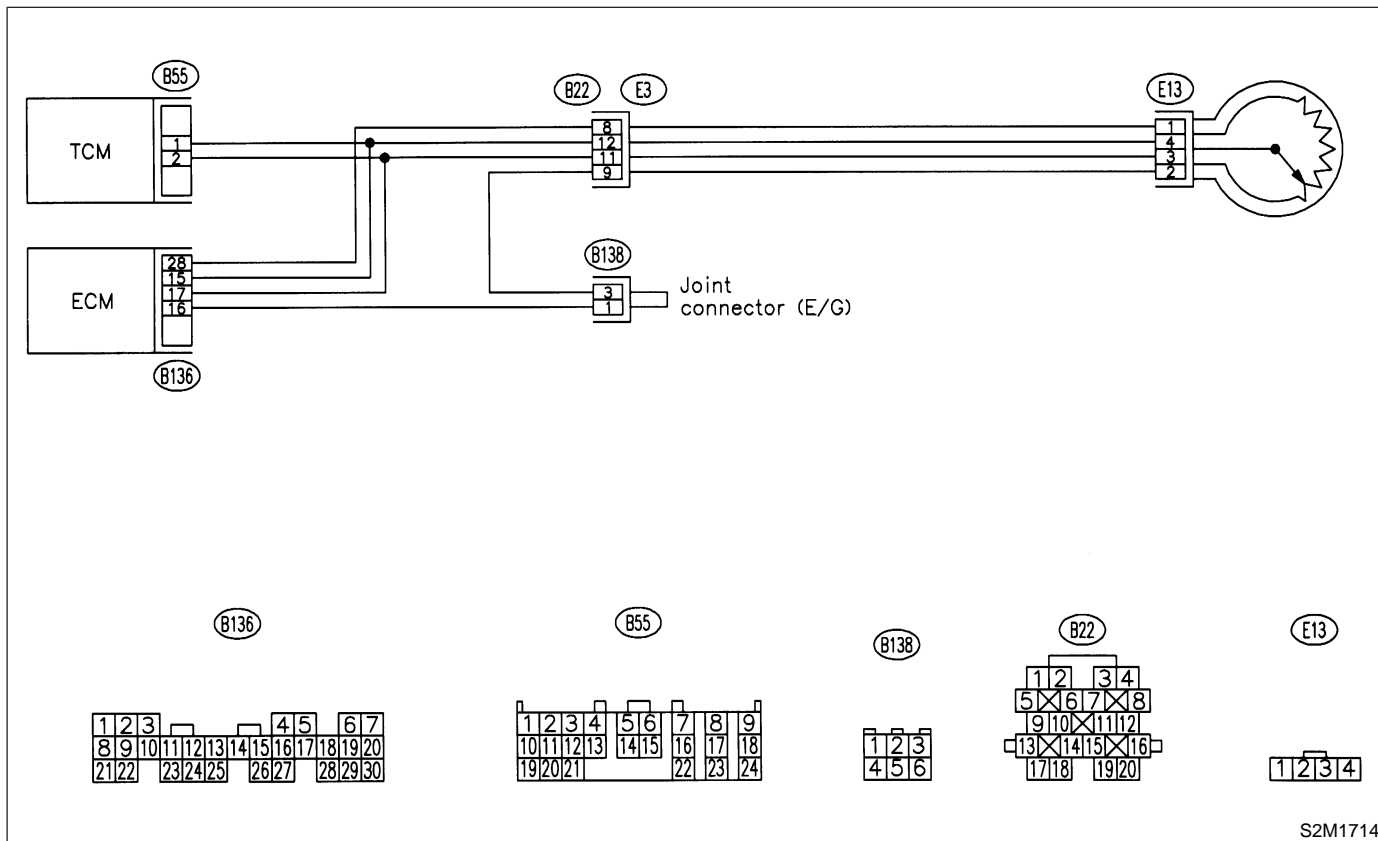 B55
B22 E3
E13
TCM
1
2
8
12
11
9
1
4
3
2
ECM
28
15
17
16
B136
B138
3
1
Joint
connector (E/G)
B136
B55
B138
B22
E13
1 2 3 4 5 6 7
8 9 10 11 12 13 14 15 16 17 18 19 20
21 22 23 24 25 26 27 28 29 30
1 2 3 4 5 6 7 8 9
10 11 12 13 14 15 16 17 18
19 20 21 22 23 24
1 2 3
4 5 6
1 2 3 4
5 6 7 8
9 10 11 12
13 14 15 16
17 18 19 20
1 2 3 4
S2M1714